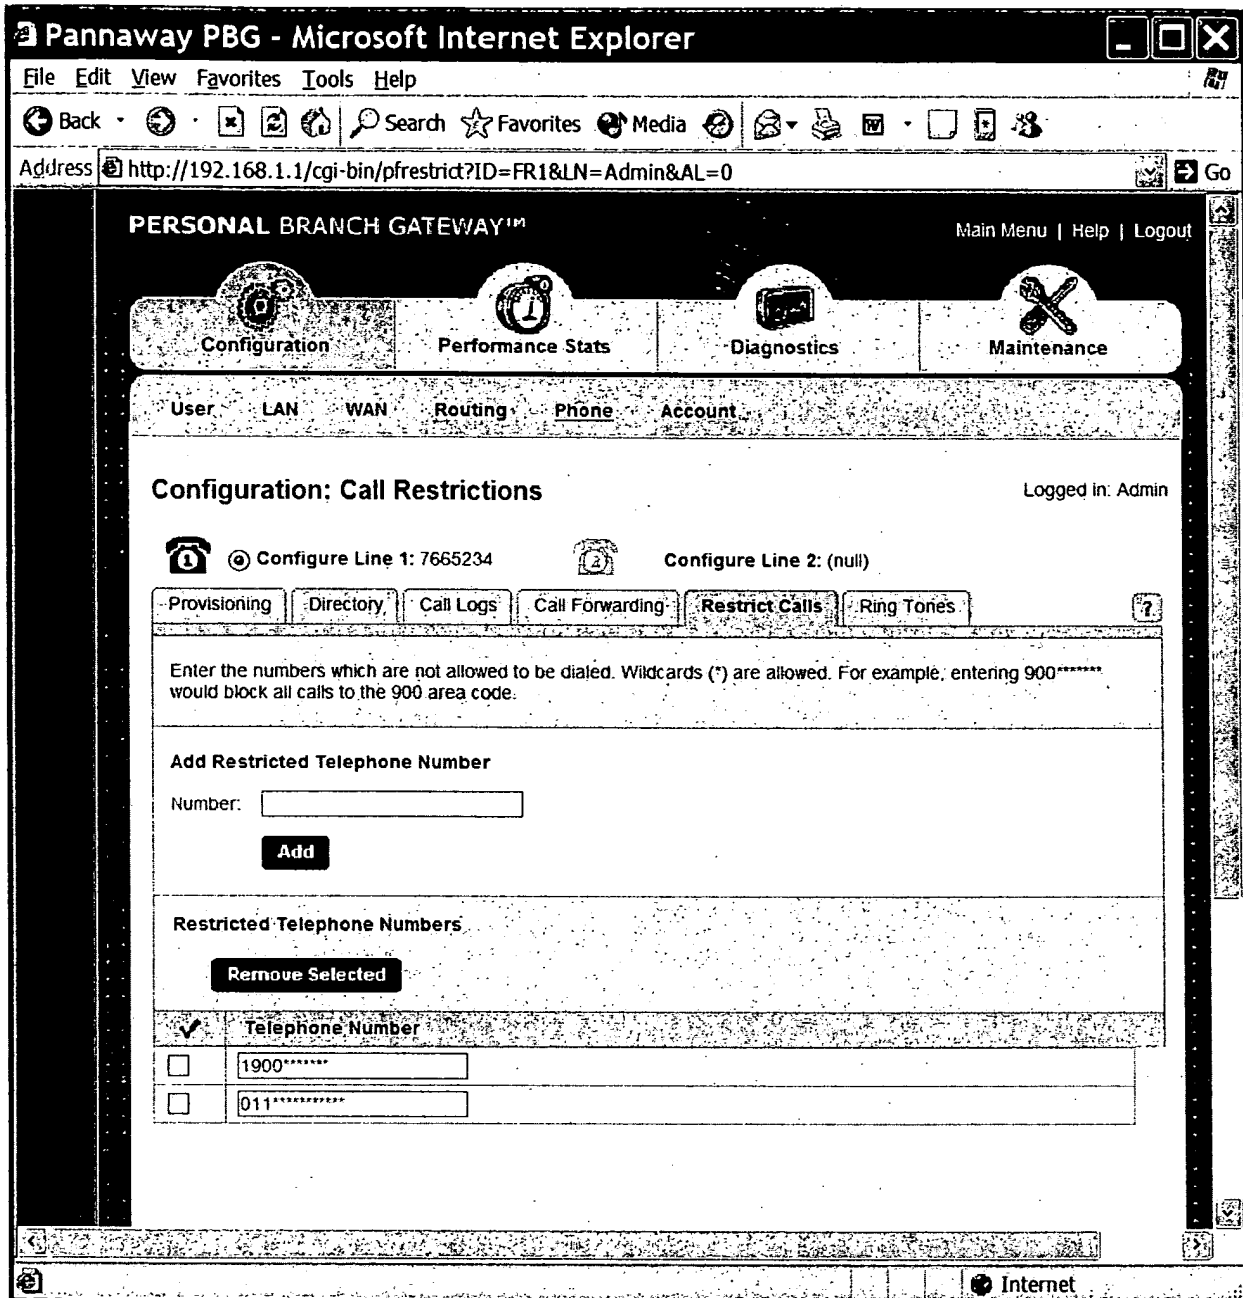 Pannaway PBG - Microsoft Internet Explorer
File Edit View Favorites Tools Help
Back Search Favorites Media
Address http://192.168.1.1/cgi-bin/pfrestrict?ID=FR1&LN=Admin&AL=0 Go
PERSONAL BRANCH GATEWAY™ Main Menu | Help | Logout
Configuration Performance Stats Diagnostics Maintenance
User LAN WAN Routing Phone Account
Configuration: Call Restrictions Logged in: Admin
1 Configure Line 1: 7665234 2 Configure Line 2: (null)
Provisioning Directory Call Logs Call Forwarding Restrict Calls Ring Tones ?
Enter the numbers which are not allowed to be dialed. Wildcards (*) are allowed. For example, entering 900*******
would block all calls to the 900 area code.
Add Restricted Telephone Number
Number:
Add
Restricted Telephone Numbers
Remove Selected
Telephone Number
1900*******
011***********
Internet